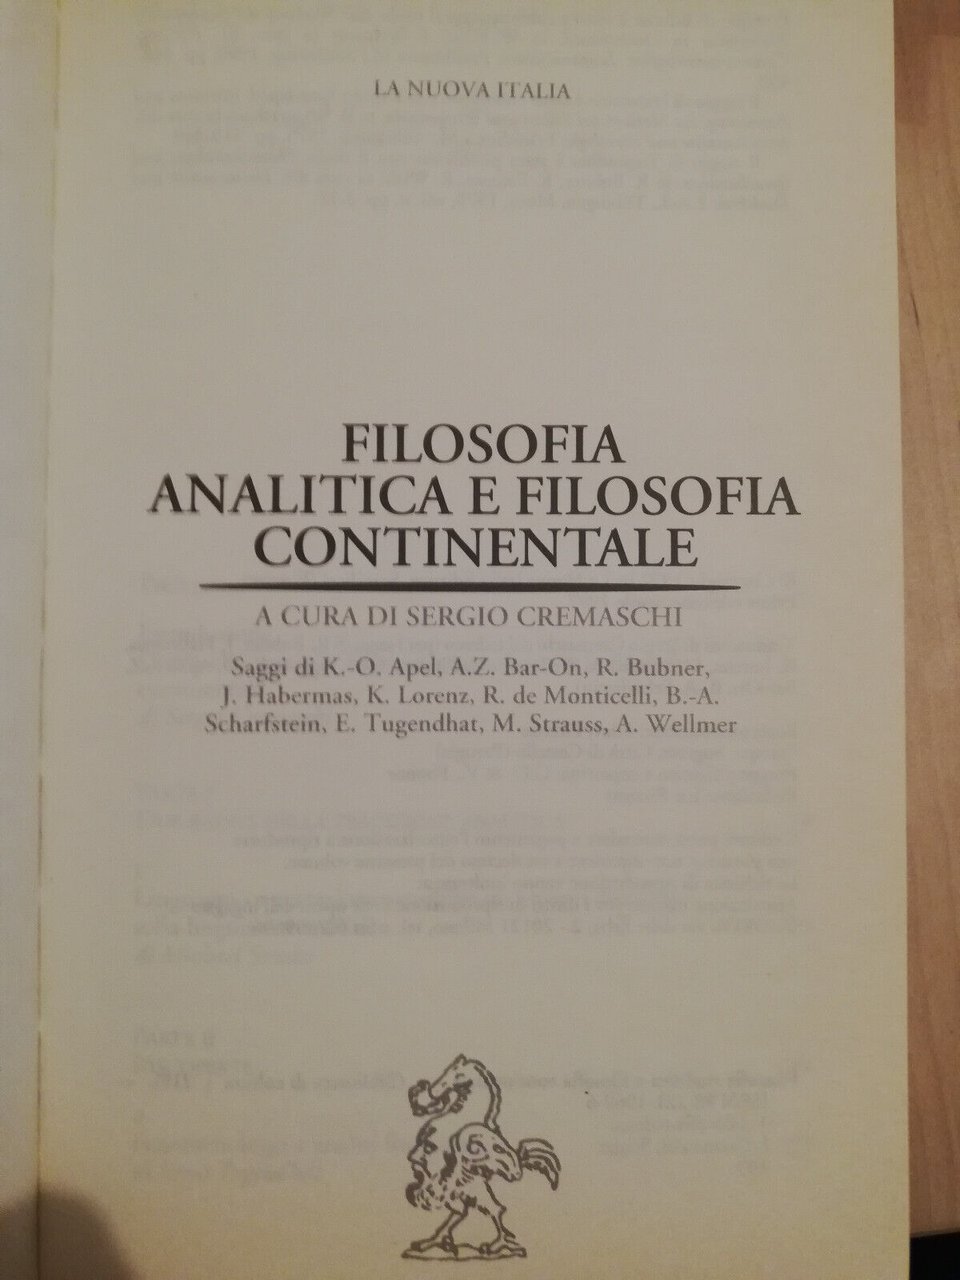 LA NUOVA ITALIA
FILOSOFIA
ANALITICA E FILOSOFIA
CONTINENTALE
A CURA DI SERGIO CREMASCHI
Saggi di K.-O. Apel, A.Z. Bar-On, R. Bubner,
J. Habermas, K. Lorenz, R. de Monticelli, B.-A.
Scharfstein, E. Tugendhat, M. Strauss, A. Wellmer